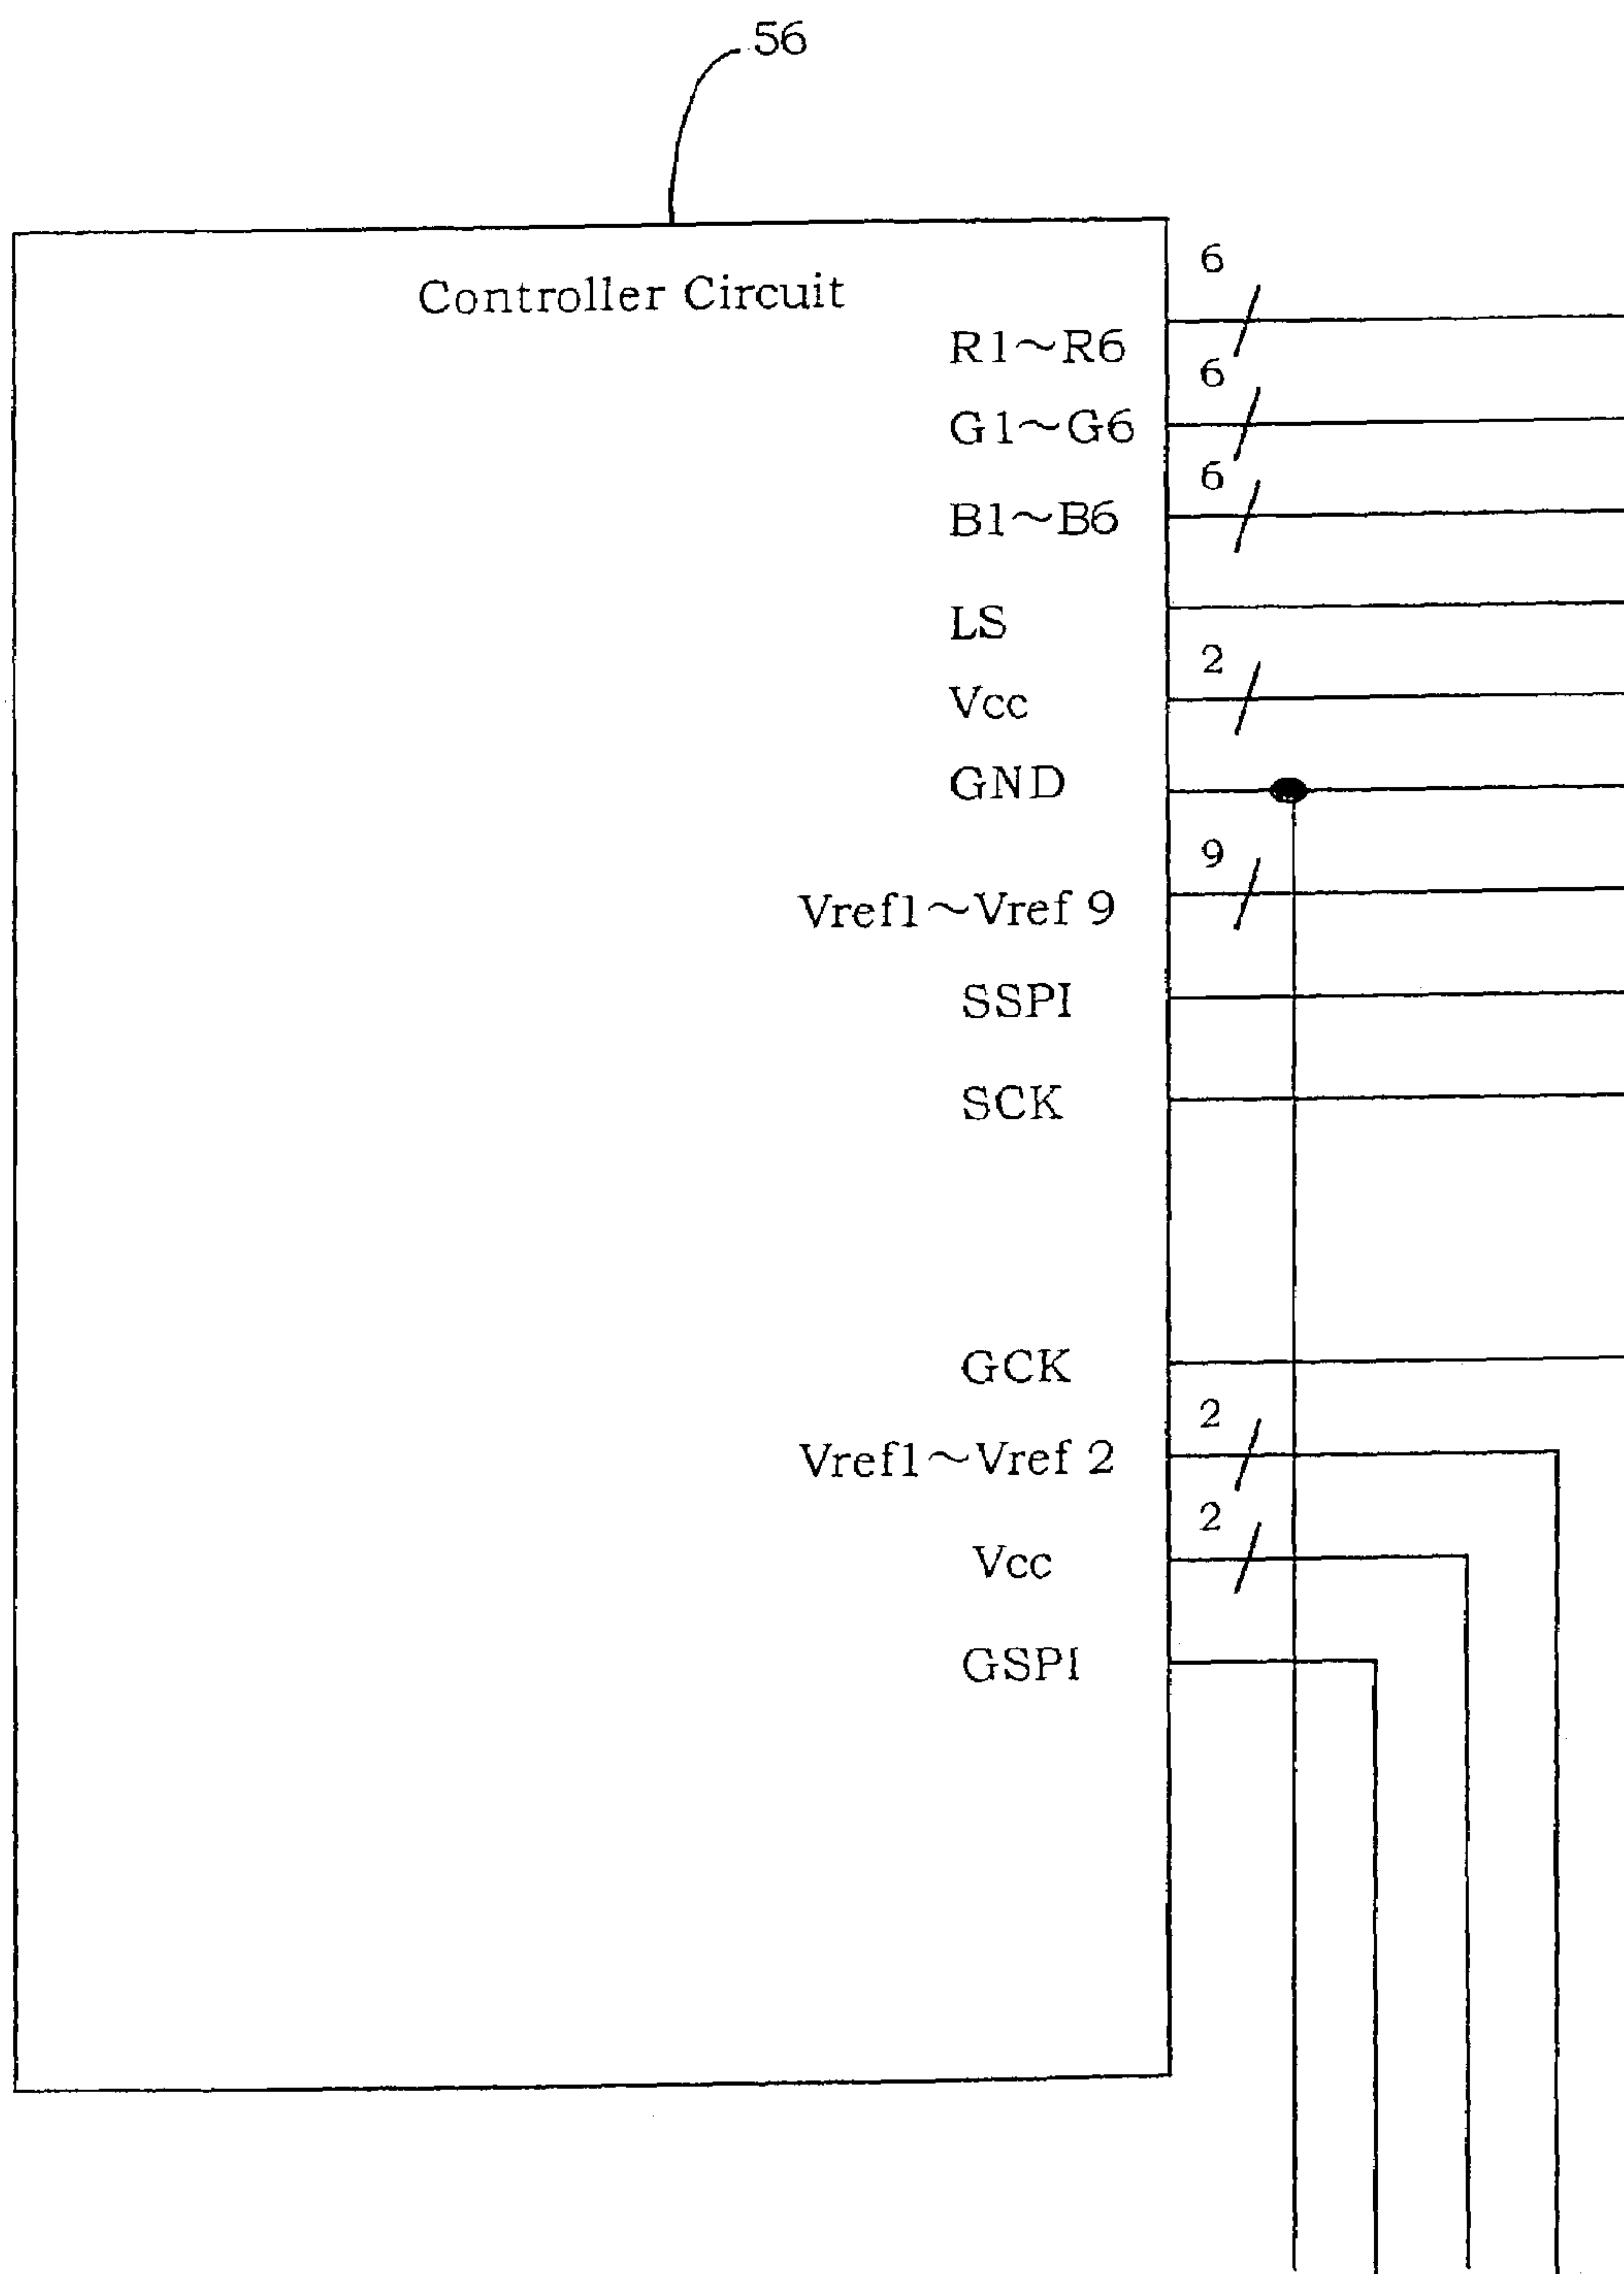 56
Controller Circuit
6
R1~R6
6
G1~G6
6
B1~B6
LS
2
Vcc
GND
9
Vref1~Vref 9
SSPI
SCK
GCK
2
Vref1~Vref 2
2
Vcc
GSPI